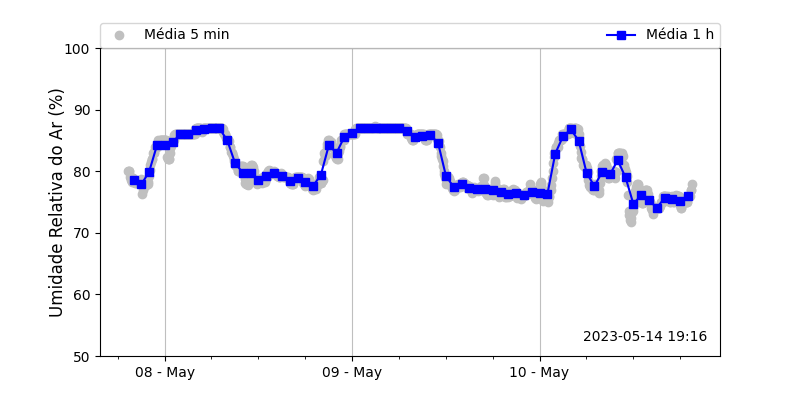 Média 5 min
Média 1 h
Umidade Relativa do Ar (%)
100
90
80
70
60
50
2023-05-14 19:16
08 - May
09 - May
10 - May